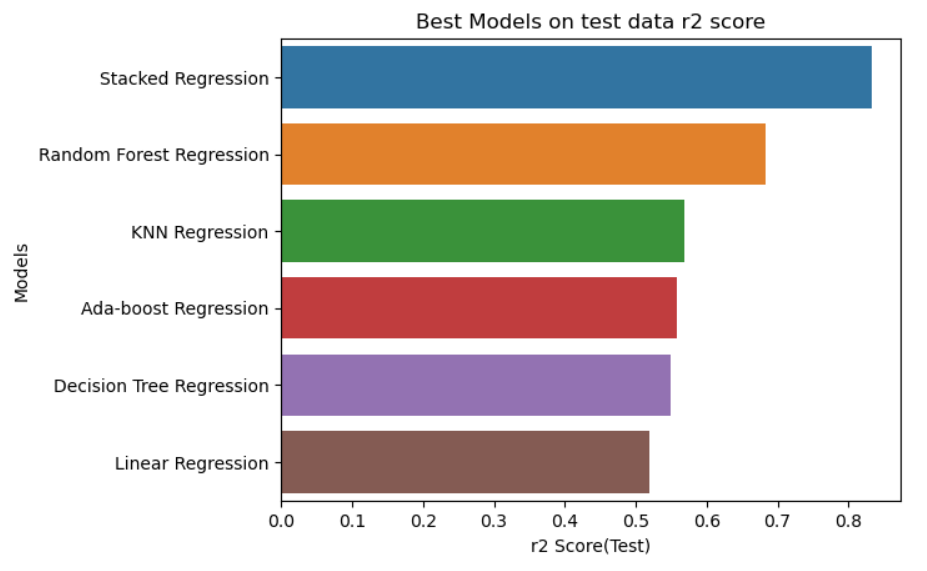 Best Models on test data r2 score
Models
Stacked Regression
Random Forest Regression
KNN Regression
Ada-boost Regression
Decision Tree Regression
Linear Regression
0.0 0.1 0.2 0.3 0.4 0.5 0.6 0.7 0.8
r2 Score(Test)